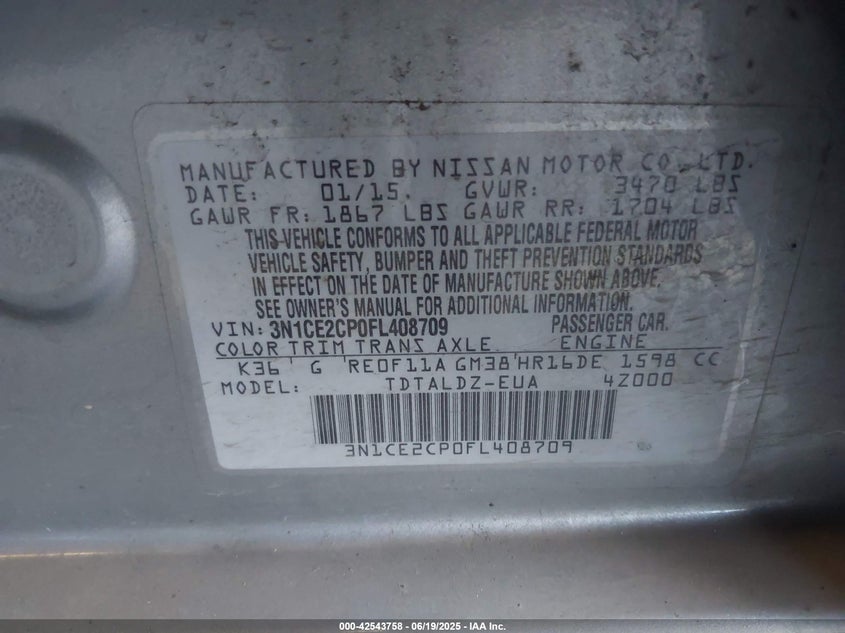 MANUFACTURED BY NISSAN MOTOR CO., LTD.
DATE: 01/15. GVWR: 3470 LBS
GAWR FR: 1867 LBS GAWR RR: 1704 LBS
THIS VEHICLE CONFORMS TO ALL APPLICABLE FEDERAL MOTOR
VEHICLE SAFETY, BUMPER AND THEFT PREVENTION STANDARDS
IN EFFECT ON THE DATE OF MANUFACTURE SHOWN ABOVE.
SEE OWNER'S MANUAL FOR ADDITIONAL INFORMATION.
VIN: 3N1CE2CP0FL408709 PASSENGER CAR.
COLOR TRIM TRANS AXLE ENGINE
K36 G RE0F11A GM38 HR16DE 1598 CC
MODEL: TDTALDZ-EUA 4Z000
3N1CE2CP0FL408709
000-42543758 - 06/19/2025 - IAA Inc.